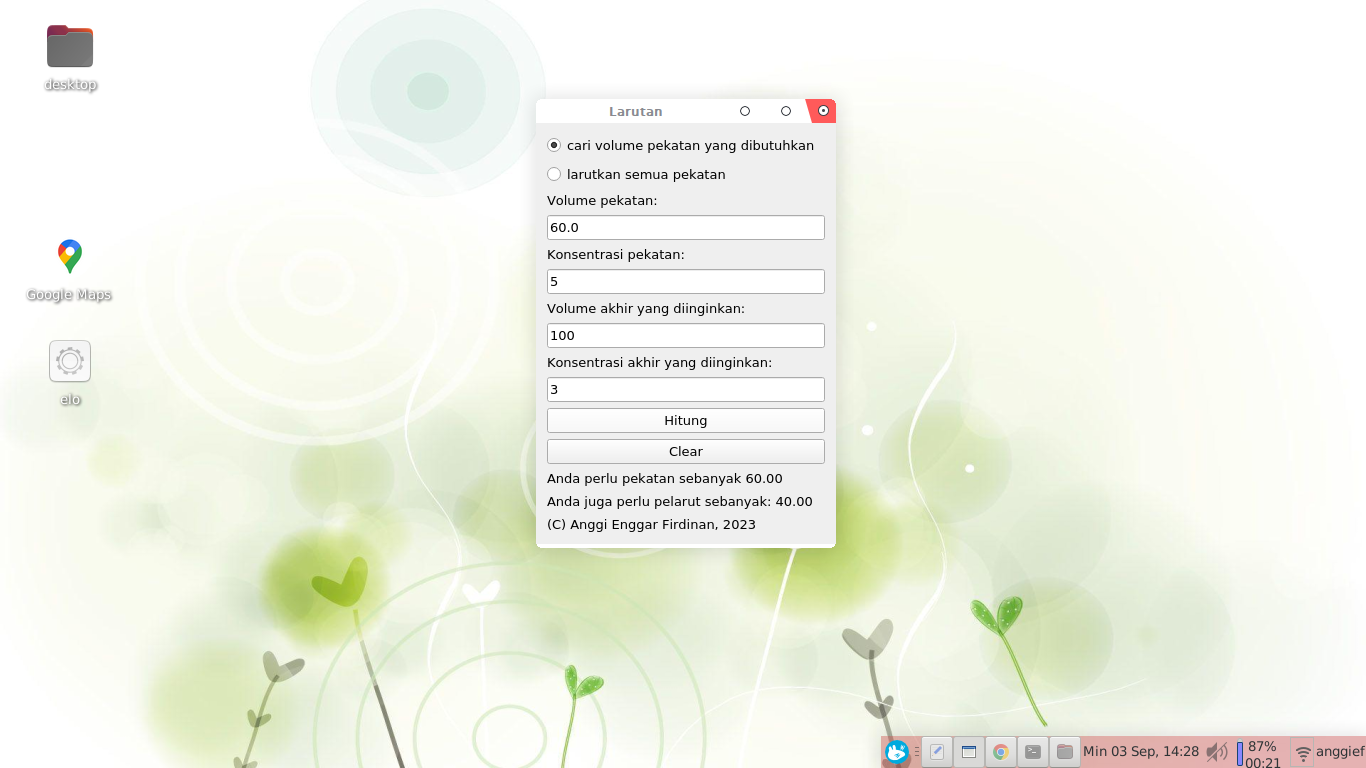 desktop
Google Maps
elo
Larutan
cari volume pekatan yang dibutuhkan
larutkan semua pekatan
Volume pekatan:
60.0
Konsentrasi pekatan:
5
Volume akhir yang diinginkan:
100
Konsentrasi akhir yang diinginkan:
3
Hitung
Clear
Anda perlu pekatan sebanyak 60.00
Anda juga perlu pelarut sebanyak: 40.00
(C) Anggi Enggar Firdinan, 2023
Min 03 Sep, 14:28
87%
00:21
anggief